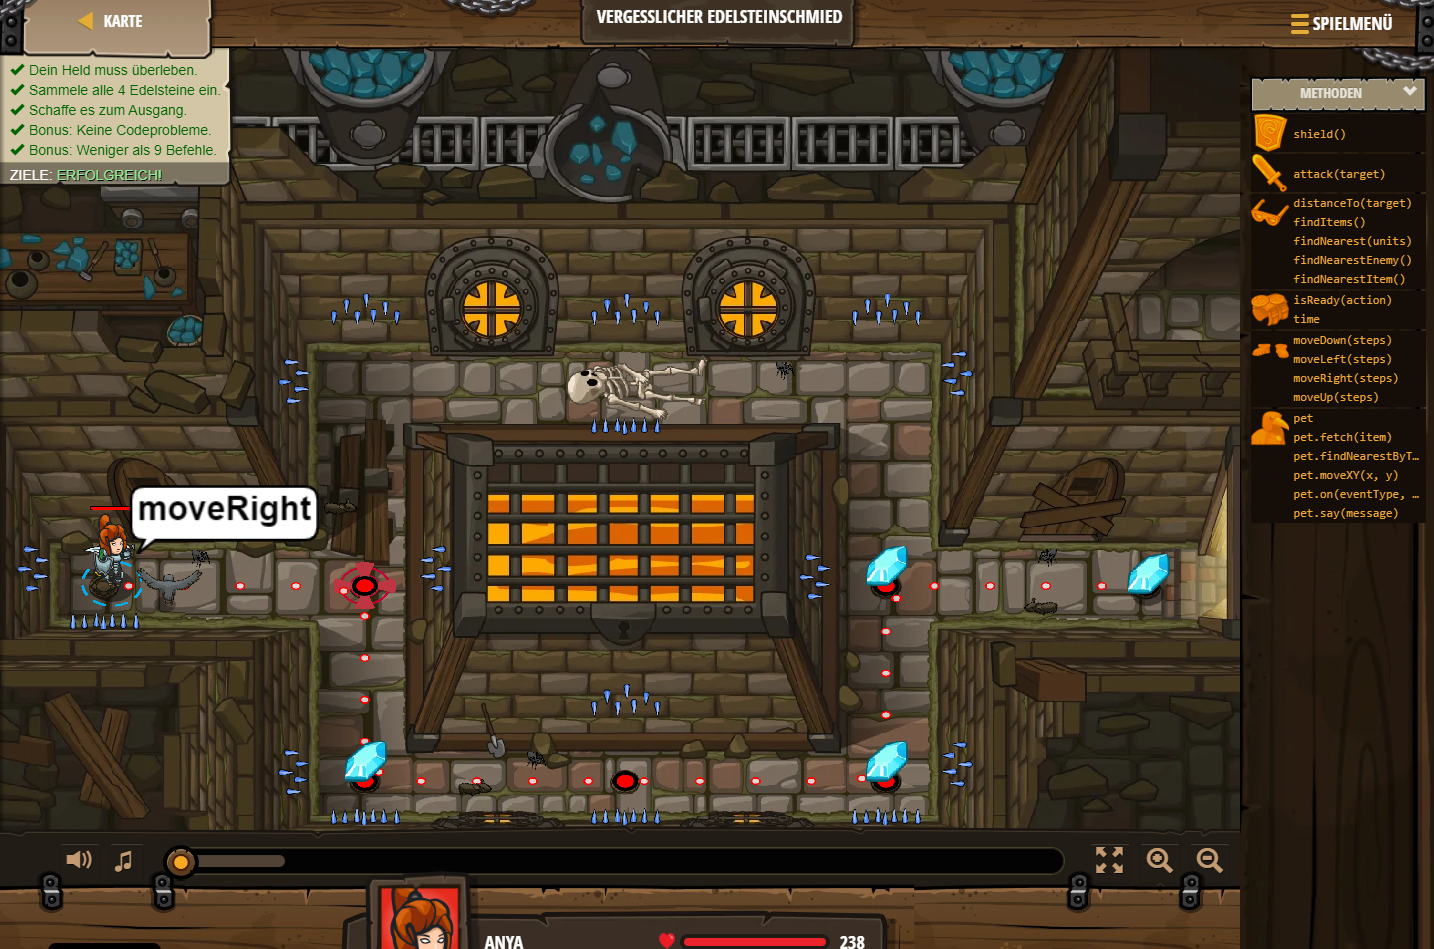 KARTE
VERGESSLICHER EDELSTEINSCHMIED
SPIELMENÜ
Dein Held muss überleben.
Sammele alle 4 Edelsteine ein.
Schaffe es zum Ausgang.
Bonus: Keine Codeprobleme.
Bonus: Weniger als 9 Befehle.
ZIELE: ERFOLGREICH!
METHODEN
shield()
attack(target)
distanceTo(target)
findItems()
findNearest(units)
findNearestEnemy()
findNearestItem()
isReady(action)
time
moveDown(steps)
moveLeft(steps)
moveRight(steps)
moveUp(steps)
pet
pet.fetch(item)
pet.findNearestByT…
pet.moveXY(x, y)
pet.on(eventType, …
pet.say(message)
moveRight
ANYA
238